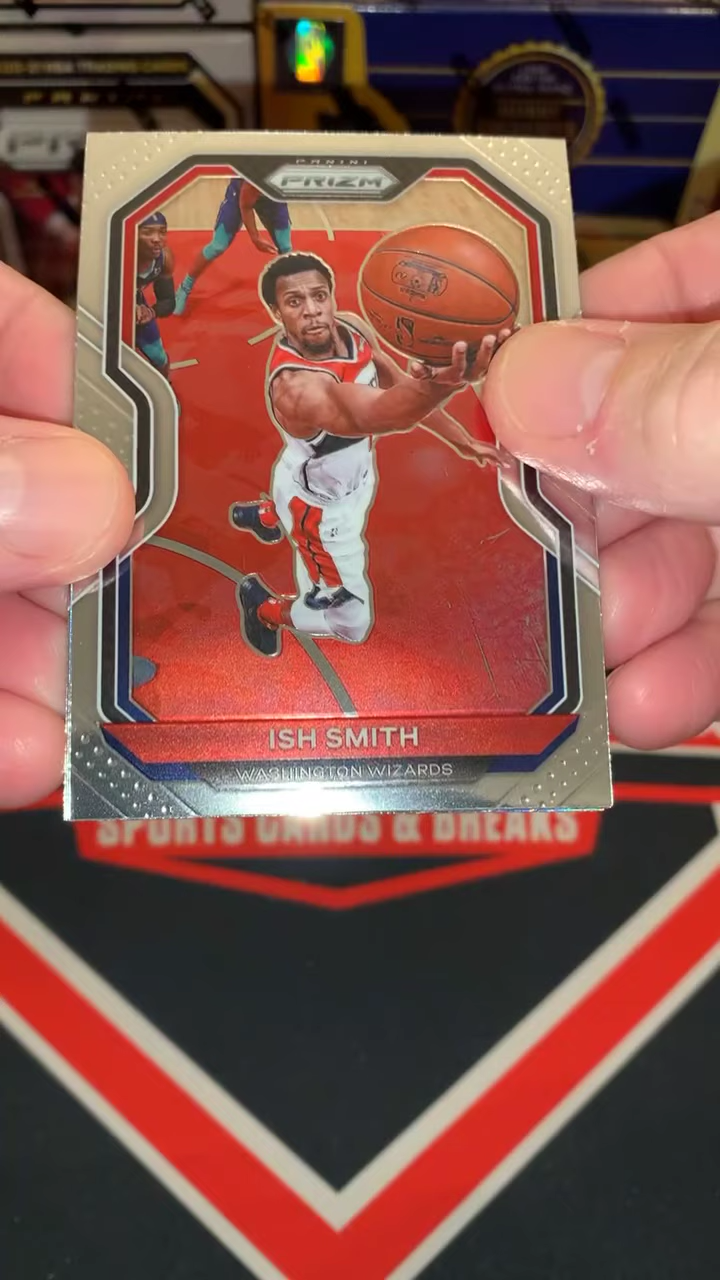 PANINI
PRIZM
ISH SMITH
WASHINGTON WIZARDS
SPORTS CARDS & BREAKS